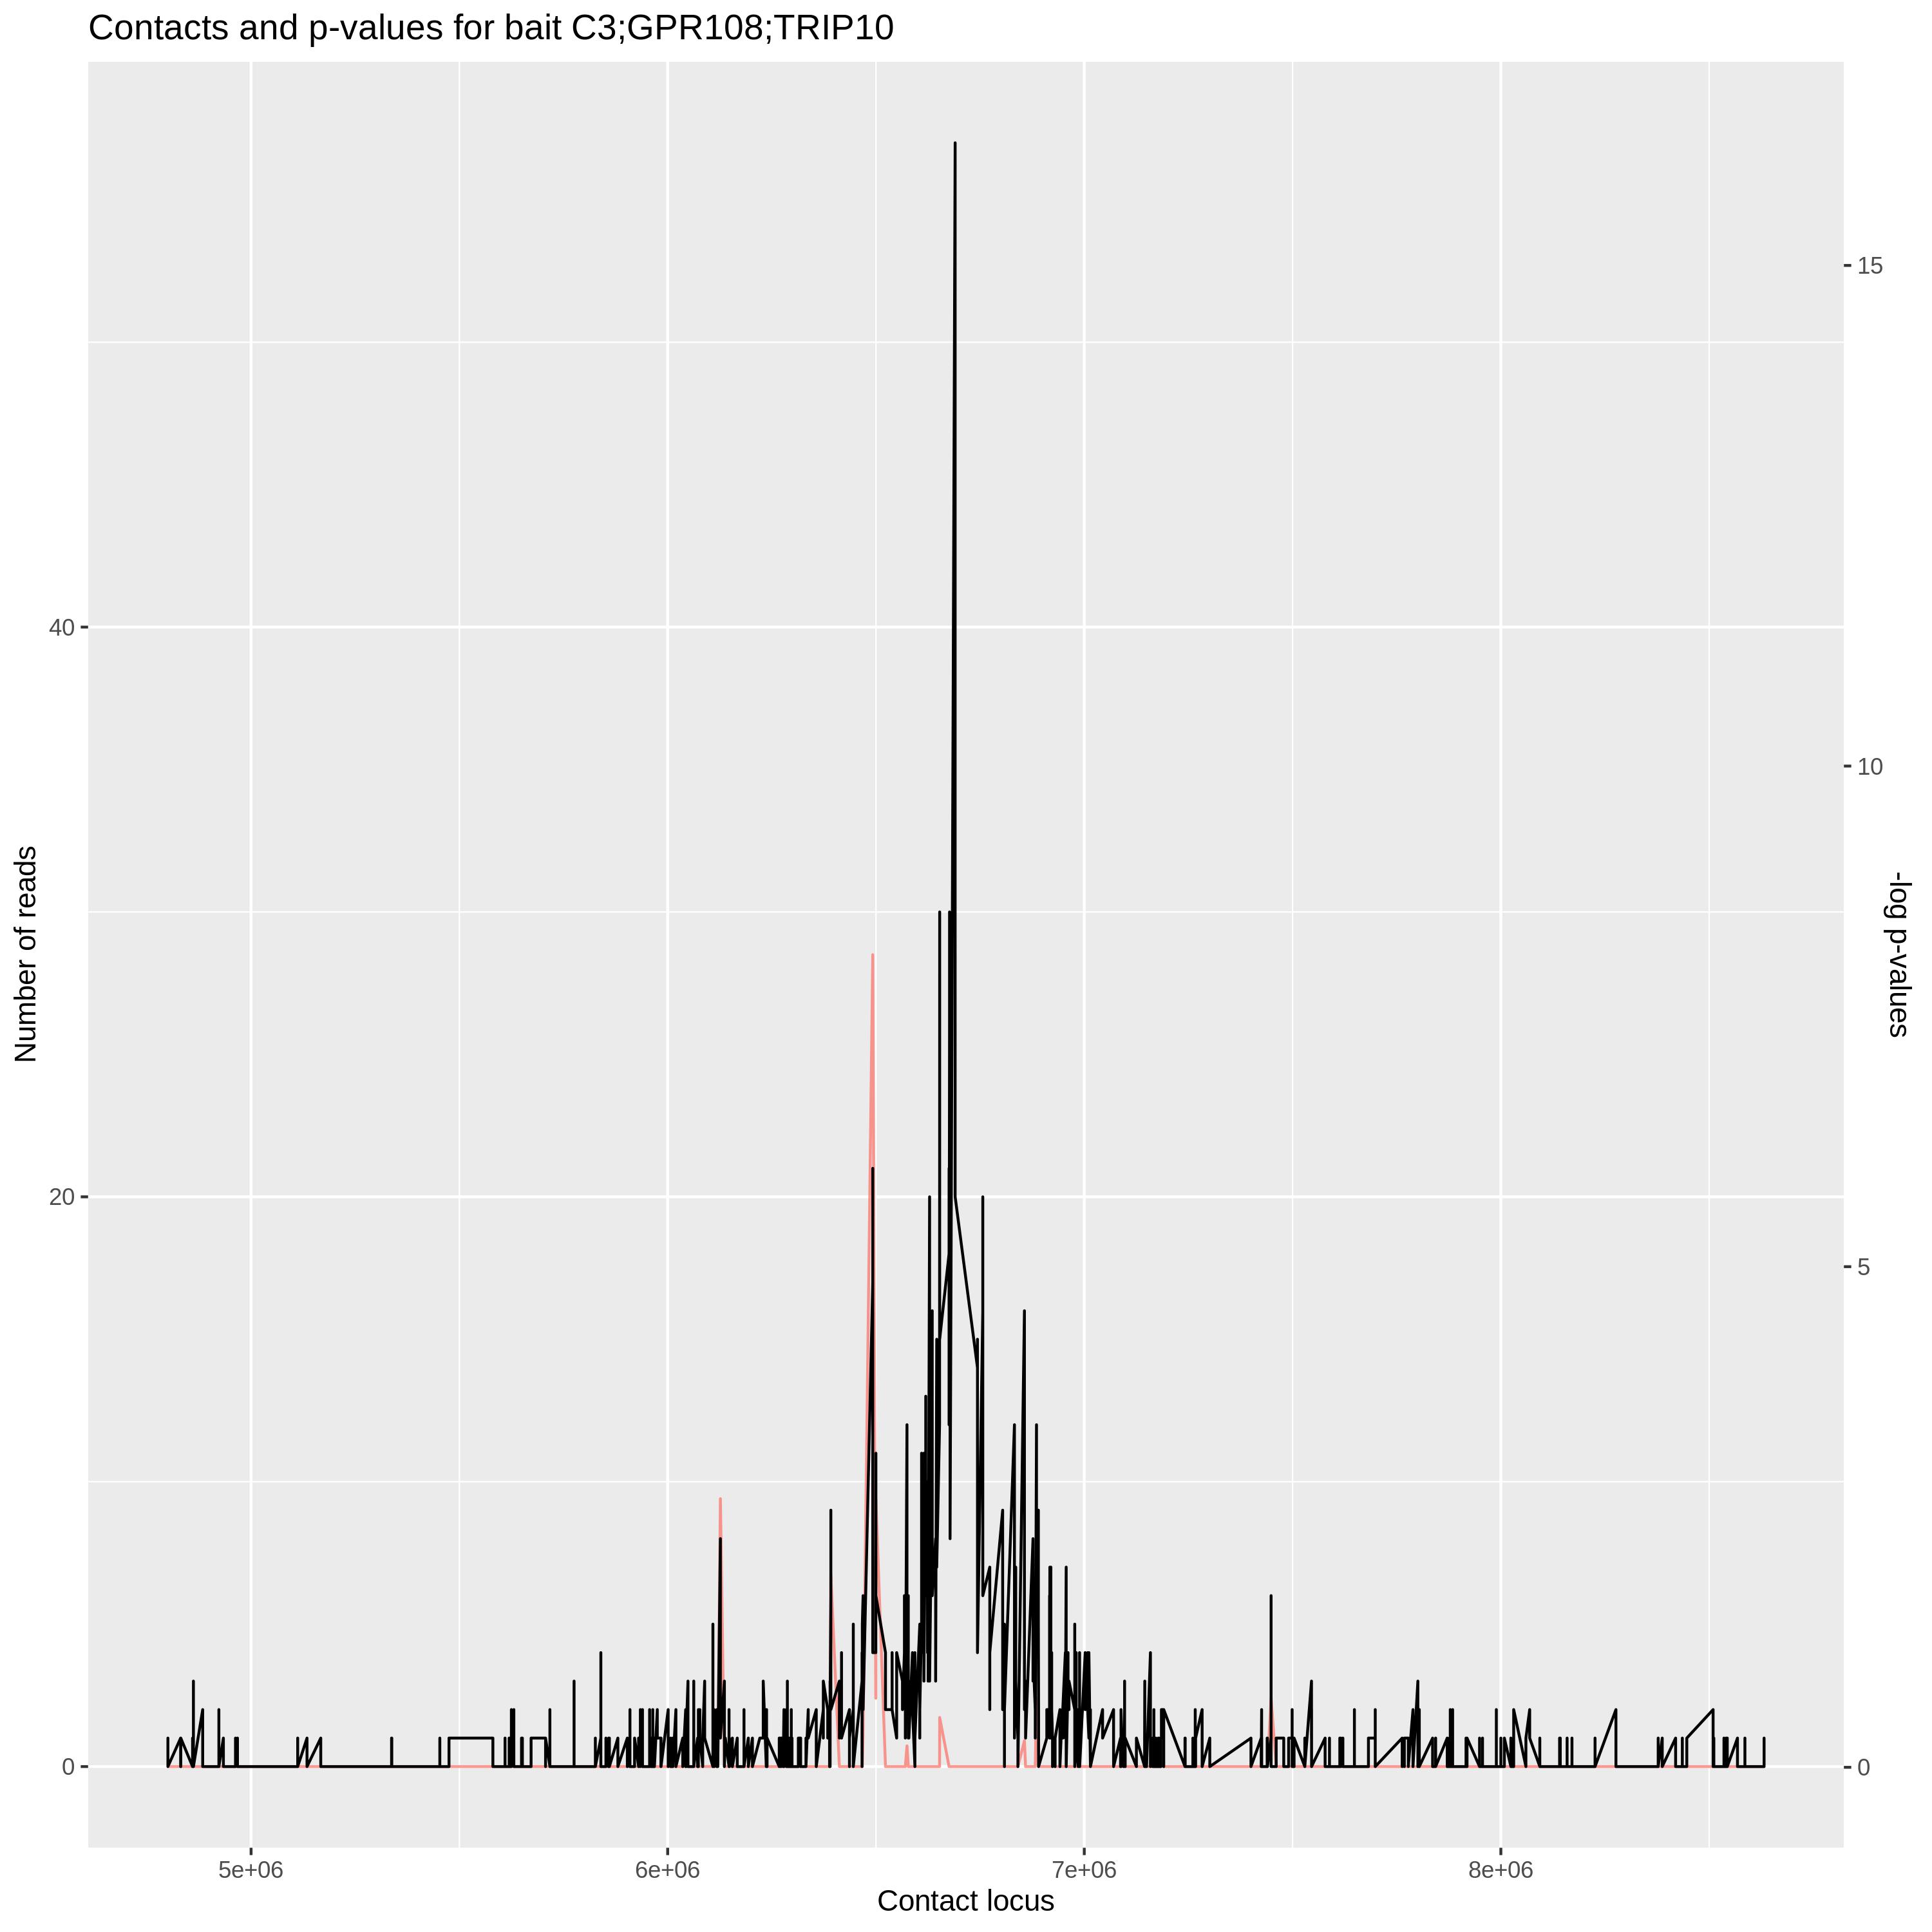 Contacts and p-values for bait C3;GPR108;TRIP10
15
40
10
Number of reads
-log p-values
20
5
0
0
5e+06
6e+06
7e+06
8e+06
Contact locus